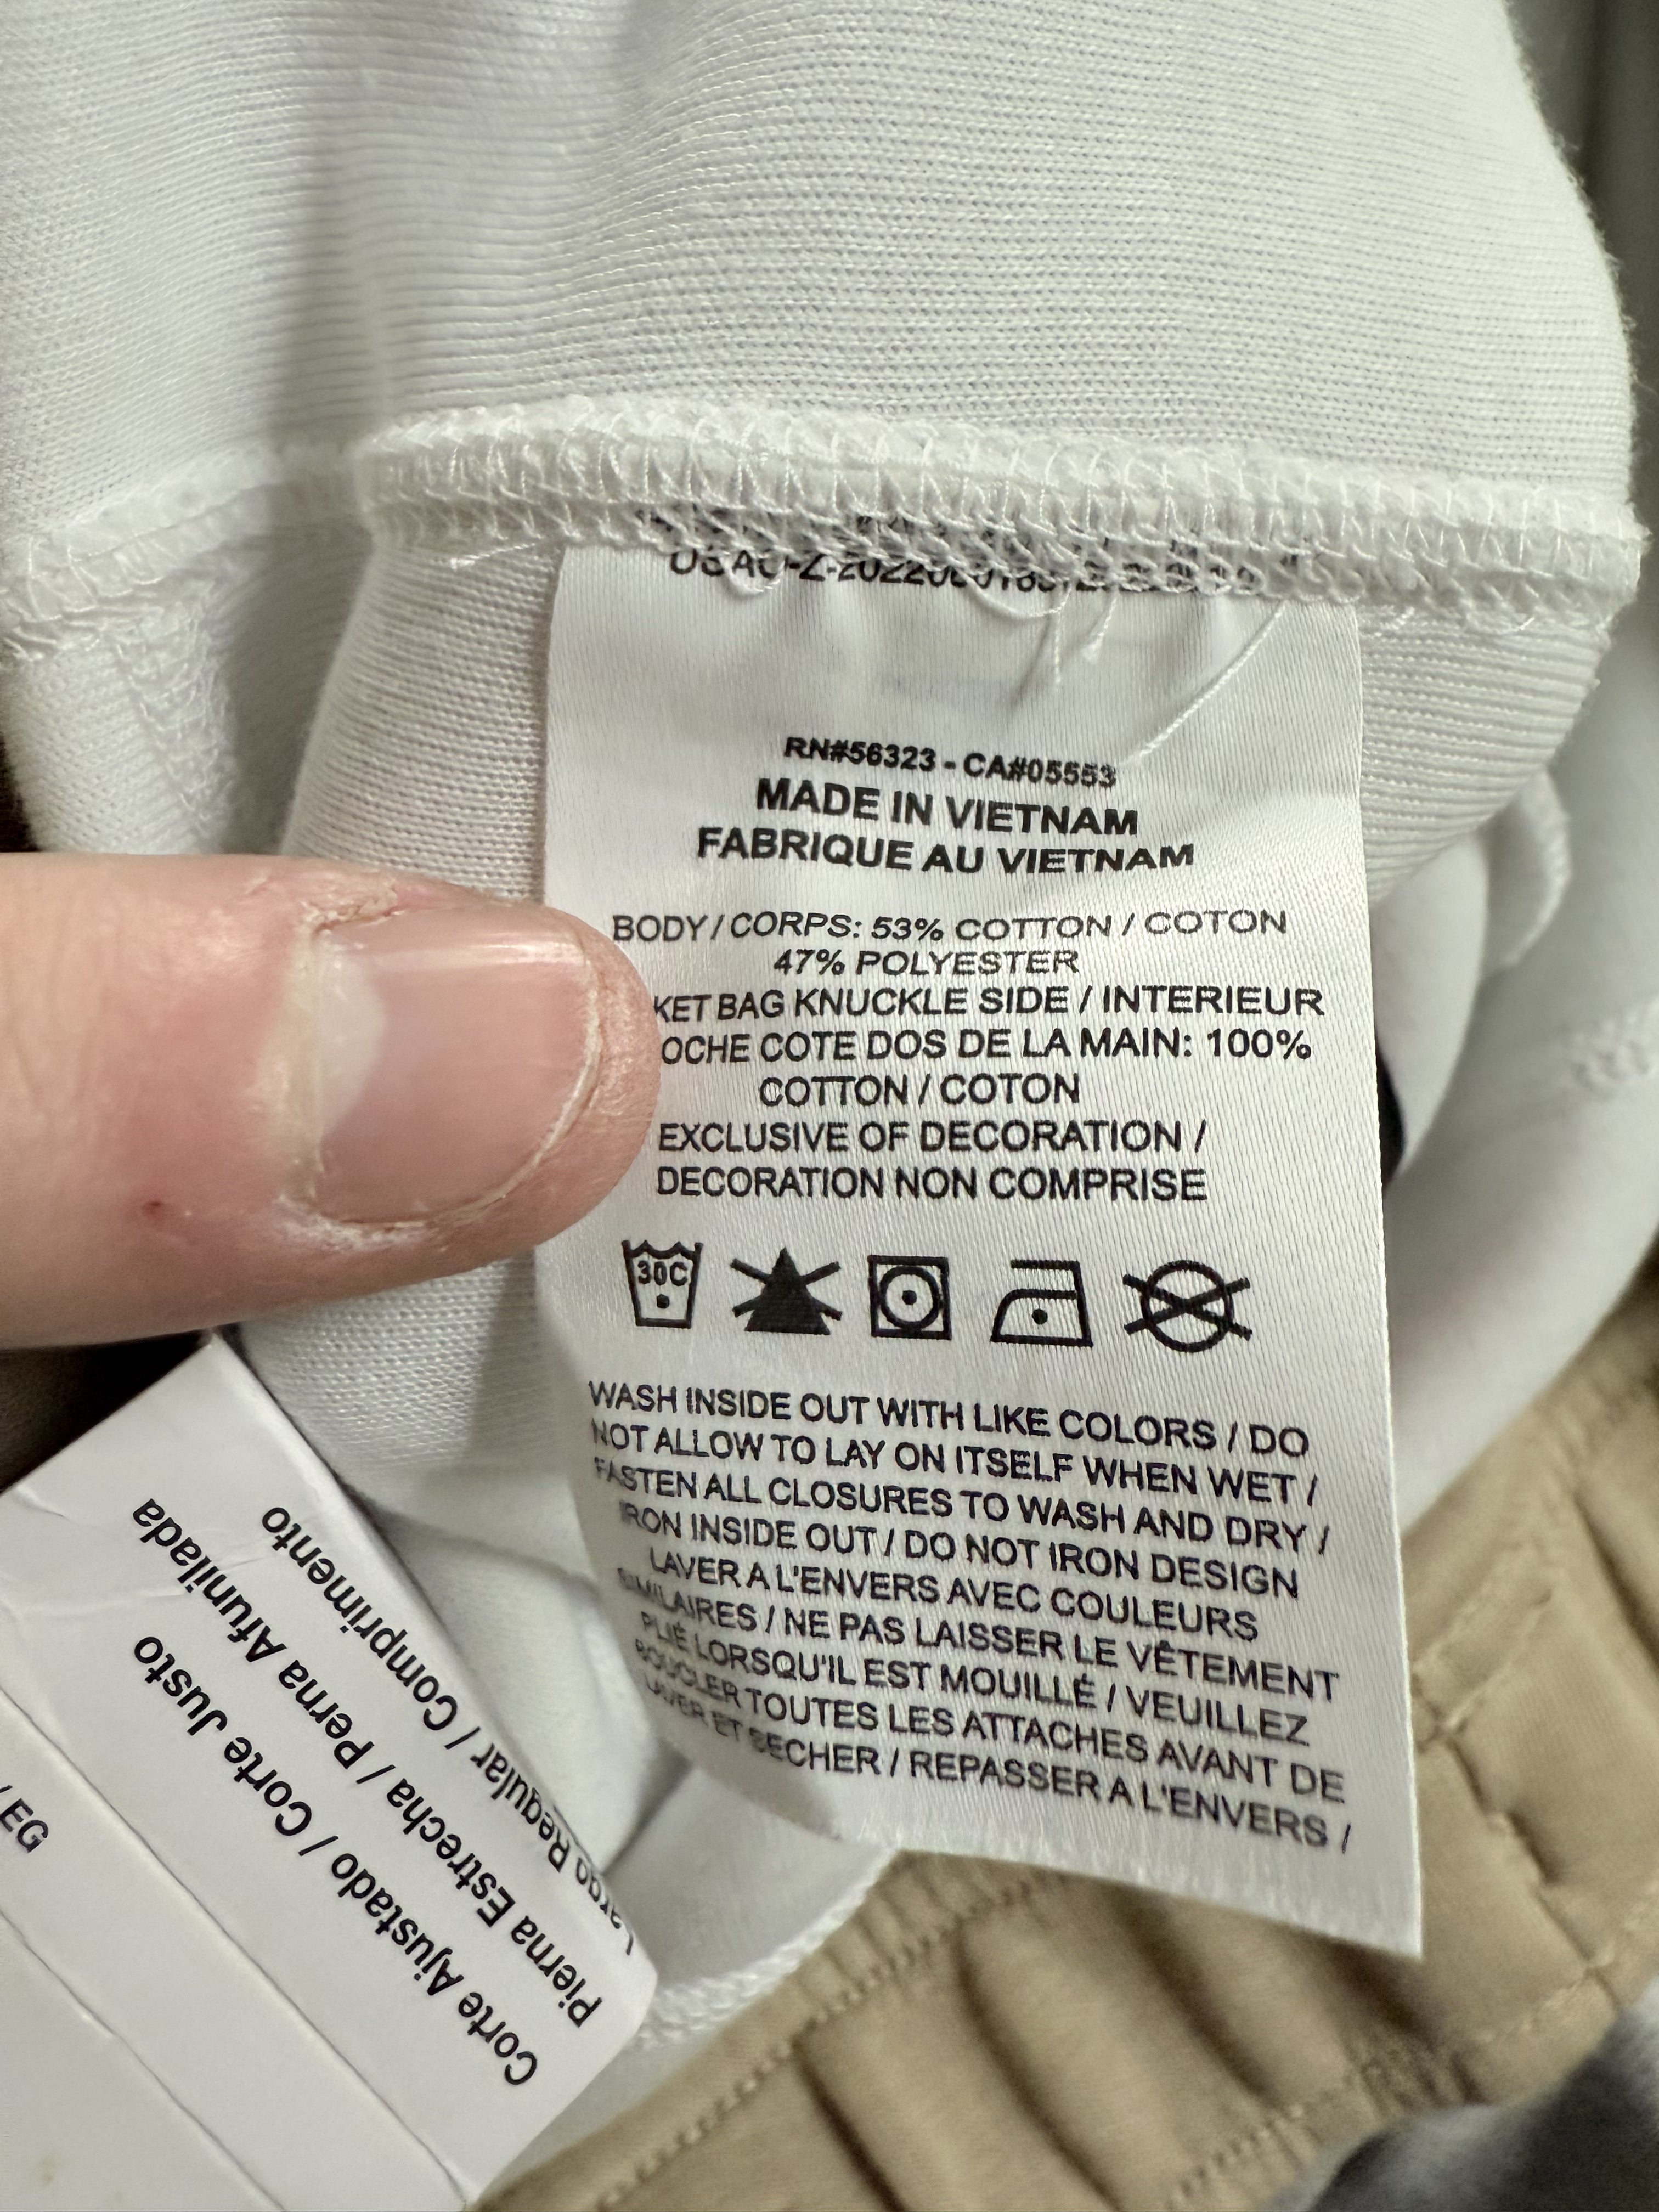 RN#56323 - CA#05553
MADE IN VIETNAM
FABRIQUE AU VIETNAM
BODY / CORPS: 53% COTTON / COTON
47% POLYESTER
KET BAG KNUCKLE SIDE / INTERIEUR
OCHE COTE DOS DE LA MAIN: 100%
COTTON / COTON
EXCLUSIVE OF DECORATION /
DECORATION NON COMPRISE
30C
WASH INSIDE OUT WITH LIKE COLORS / DO
NOT ALLOW TO LAY ON ITSELF WHEN WET /
FASTEN ALL CLOSURES TO WASH AND DRY /
IRON INSIDE OUT / DO NOT IRON DESIGN
LAVER A L'ENVERS AVEC COULEURS
SIMILAIRES / NE PAS LAISSER LE VÊTEMENT
PLIÉ LORSQU'IL EST MOUILLÉ / VEUILLEZ
BOUCLER TOUTES LES ATTACHES AVANT DE
LAVER ET SECHER / REPASSER A L'ENVERS /
Corte Ajustado / Corte Justo
Pierna Estrecha / Perna Afunilada
Largo Regular / Comprimento
/ EG